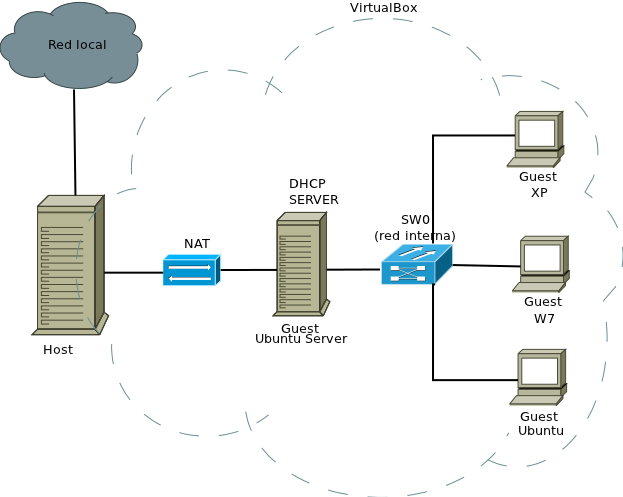 VirtualBox
Red local
Guest
XP
DHCP
SERVER
SW0
(red interna)
NAT
Guest
W7
Guest
Ubuntu Server
Host
Guest
Ubuntu